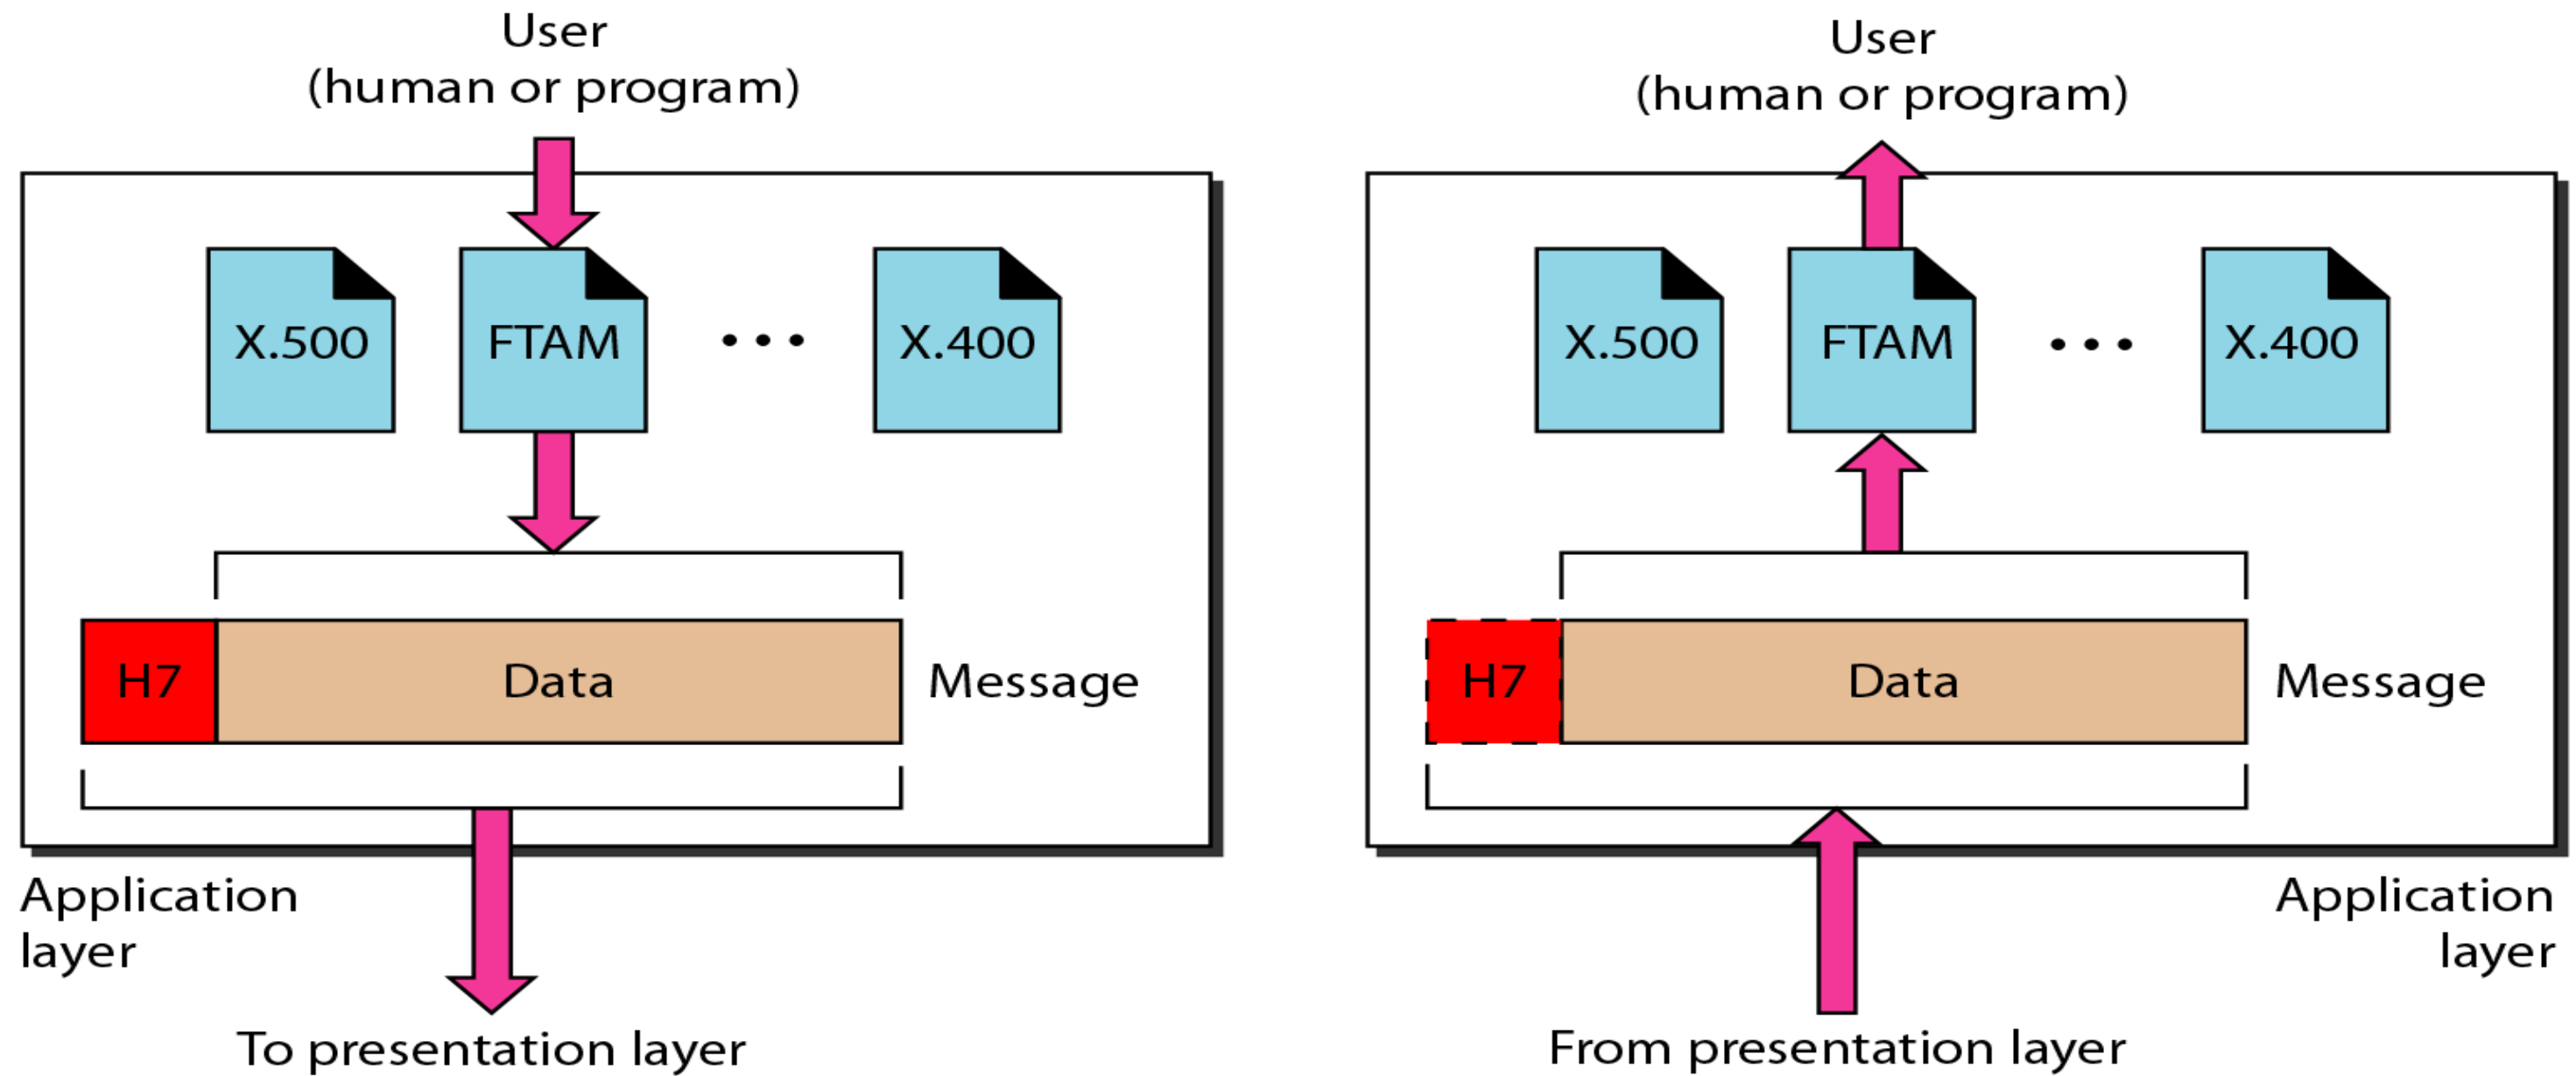 User
(human or program)
X.500
FTAM
X.400
H7
Data
Message
Application
layer
To presentation layer
User
(human or program)
X.500
FTAM
X.400
H7
Data
Message
Application
layer
From presentation layer